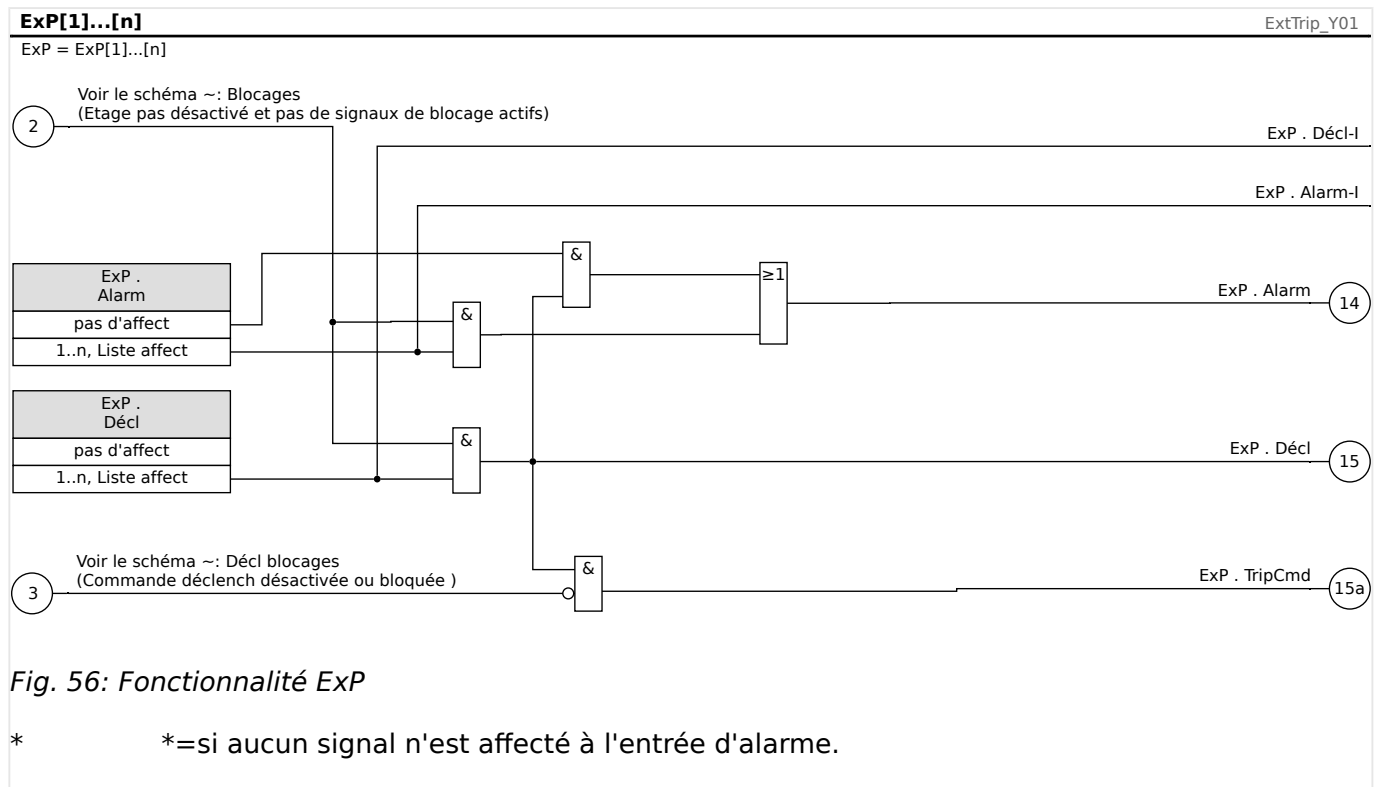 ExP[1]...[n]
ExtTrip_Y01
ExP = ExP[1]...[n]
Voir le schéma ~: Blocages
(Etage pas désactivé et pas de signaux de blocage actifs)
2
ExP . Décl-I
ExP . Alarm-I
&
ExP .
Alarm
≥1
pas d'affect
&
ExP . Alarm
14
1..n, Liste affect
ExP .
Décl
pas d'affect
&
ExP . Décl
15
1..n, Liste affect
Voir le schéma ~: Décl blocages
(Commande déclench désactivée ou bloquée )
3
&
ExP . TripCmd
15a
Fig. 56: Fonctionnalité ExP
* *=si aucun signal n'est affecté à l'entrée d'alarme.